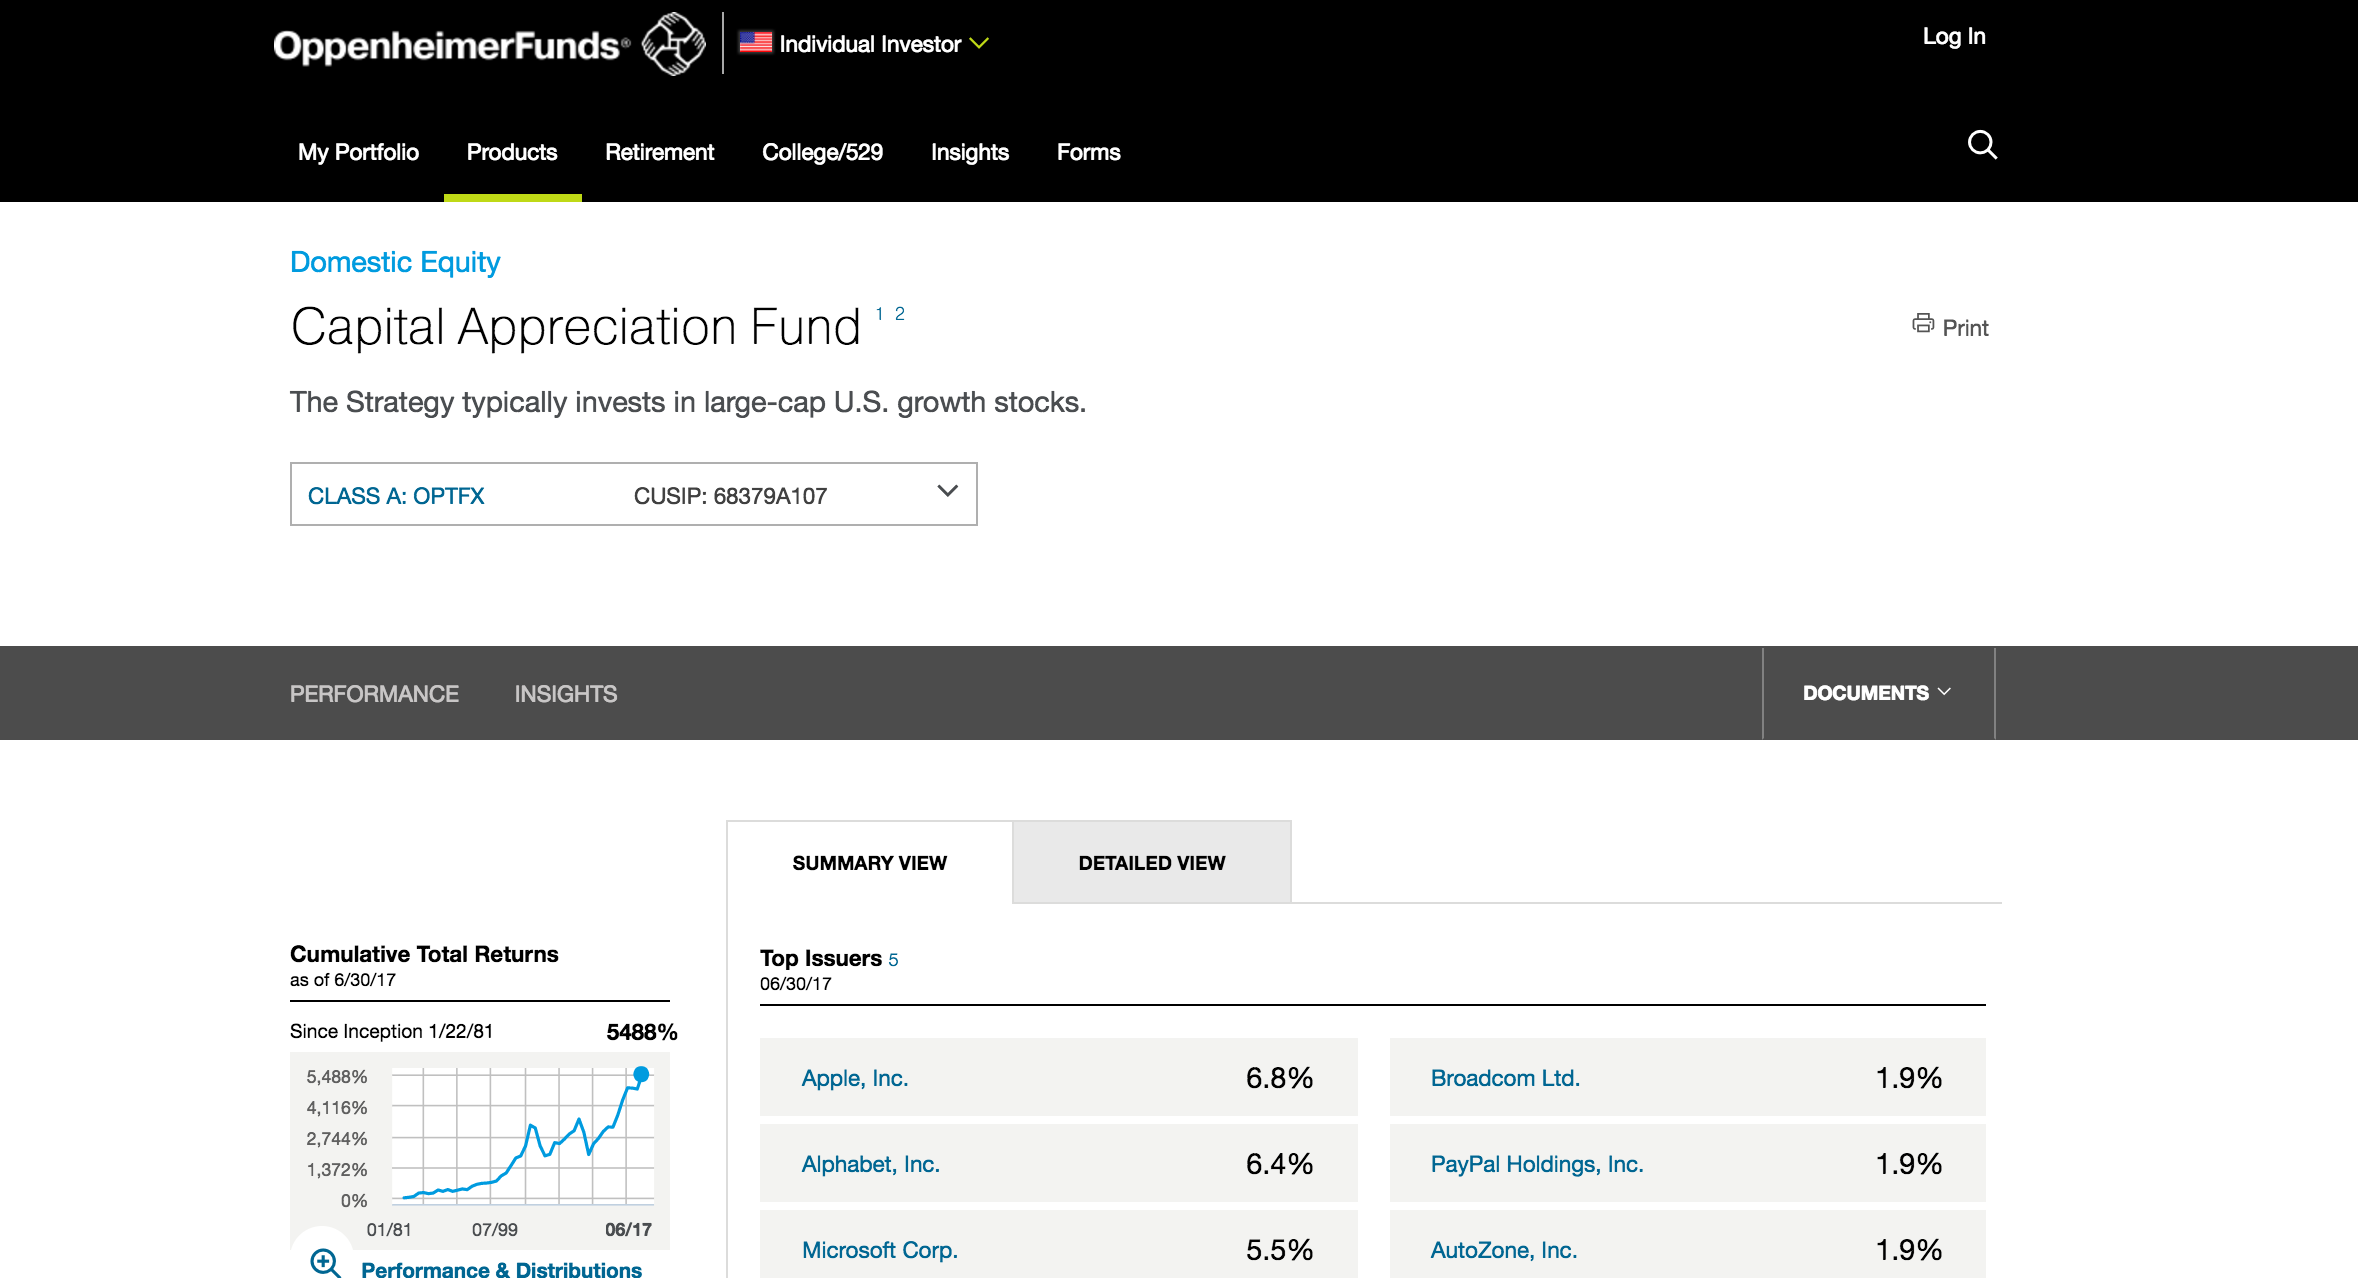 OppenheimerFunds® Individual Investor Log In
My Portfolio Products Retirement College/529 Insights Forms
Domestic Equity
Capital Appreciation Fund 1 2
Print
The Strategy typically invests in large-cap U.S. growth stocks.
CLASS A: OPTFX CUSIP: 68379A107
PERFORMANCE INSIGHTS DOCUMENTS
SUMMARY VIEW DETAILED VIEW
Cumulative Total Returns
as of 6/30/17
Since Inception 1/22/81 5488%
5,488%
4,116%
2,744%
1,372%
0%
01/81 07/99 06/17
Performance & Distributions
Top Issuers 5
06/30/17
Apple, Inc. 6.8%
Broadcom Ltd. 1.9%
Alphabet, Inc. 6.4%
PayPal Holdings, Inc. 1.9%
Microsoft Corp. 5.5%
AutoZone, Inc. 1.9%